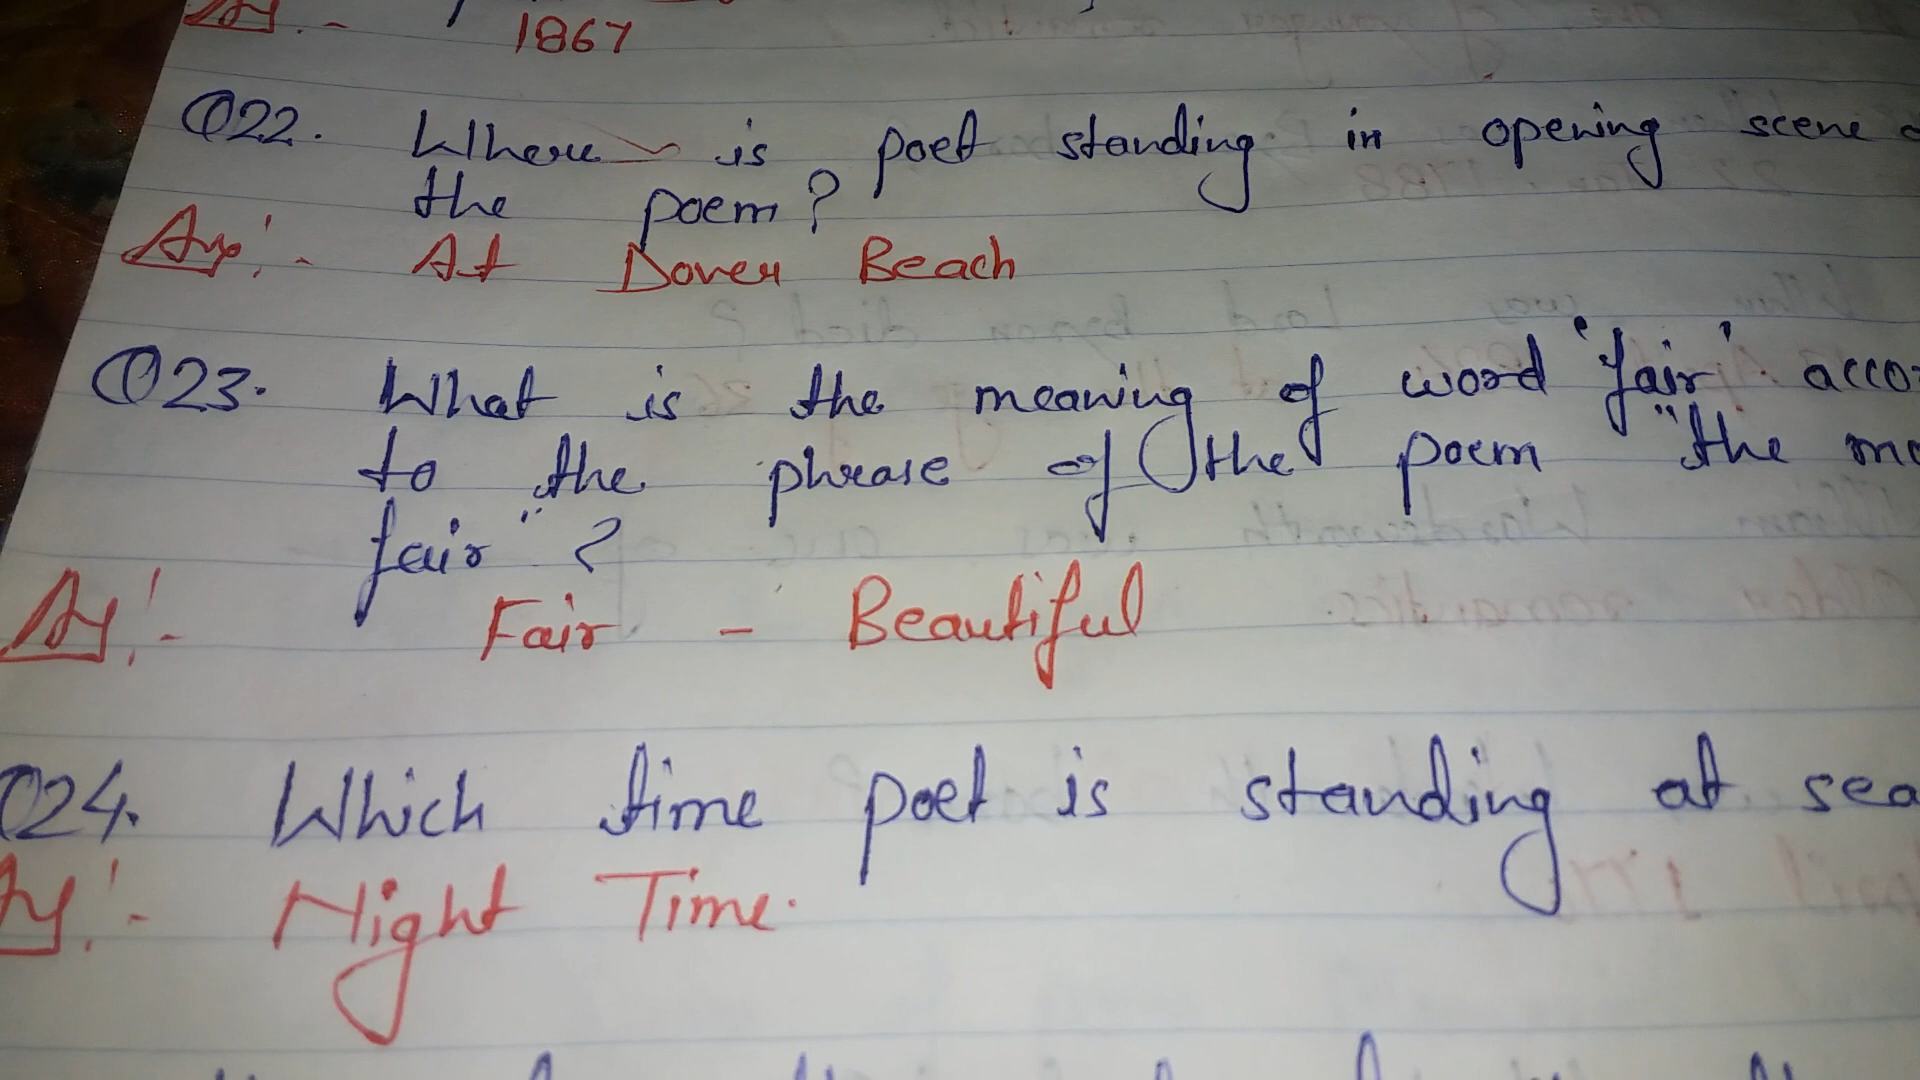 Ans:- 1867
Q22. Where is poet standing in opening scene
the poem?
Ans:- At Dover Beach
Q23. What is the meaning of word 'fair' acco
to the phrase of the poem "the mo
fair"?
Ans:- Fair - Beautiful
Q24. Which time poet is standing at sea
Ans:- Night Time.